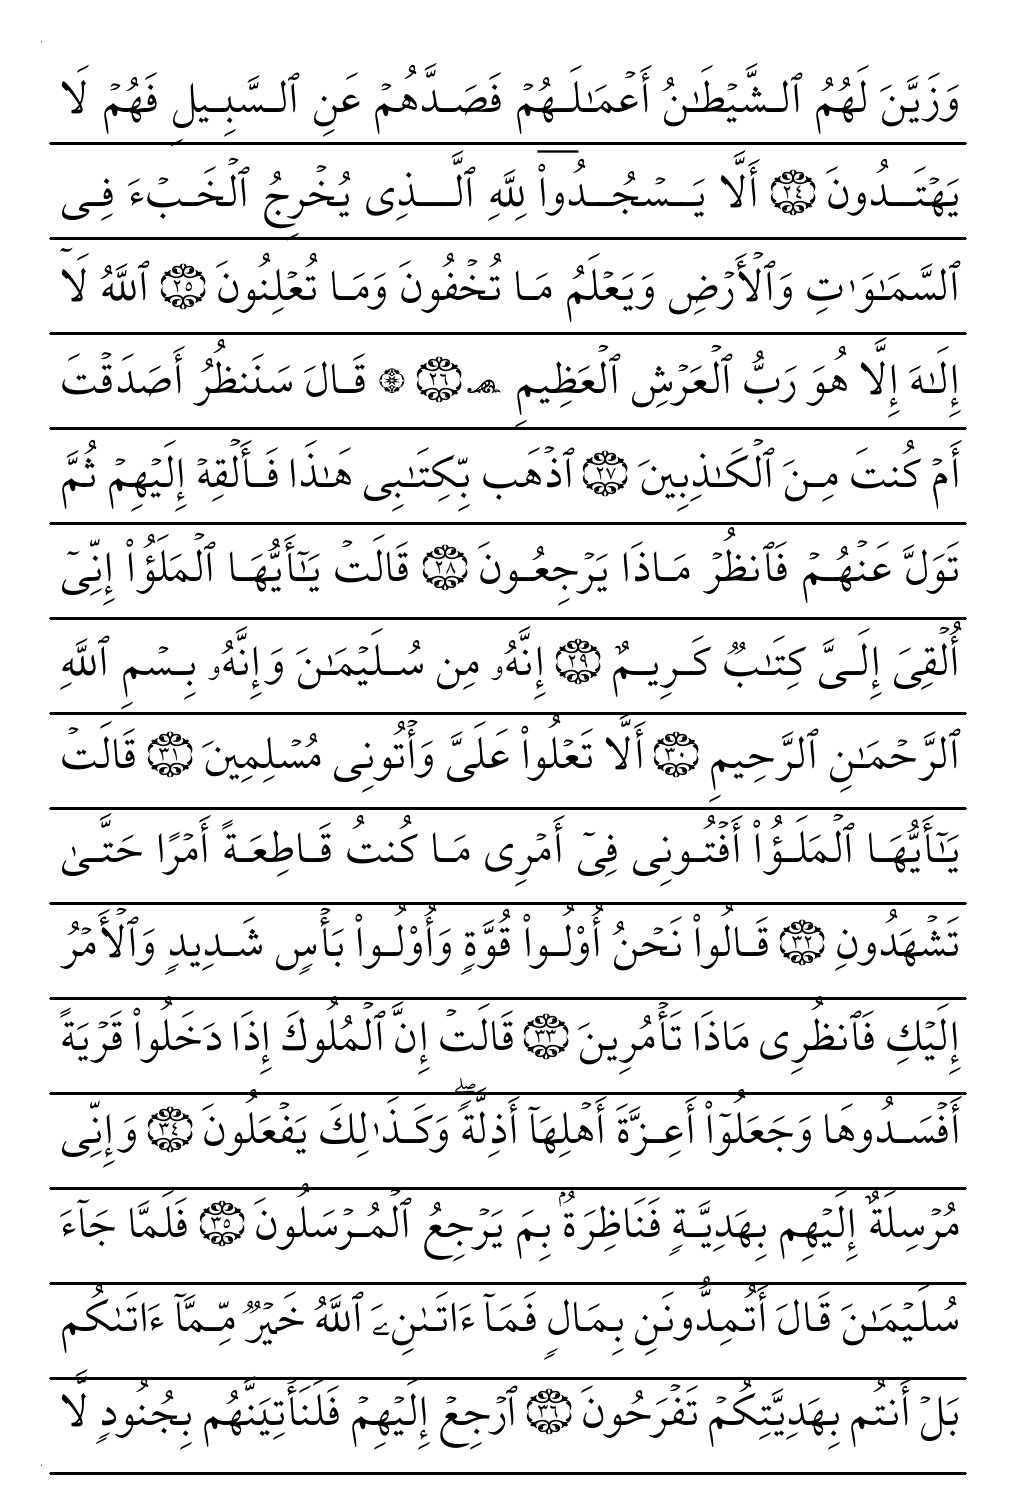 وَزَيَّنَ لَهُمُ ٱلشَّيۡطَٰنُ أَعۡمَٰلَهُمۡ فَصَدَّهُمۡ عَنِ ٱلسَّبِيلِ فَهُمۡ لَا
يَهۡتَدُونَ ٢٤ أَلَّا يَسۡجُدُواْۤ لِلَّهِ ٱلَّذِي يُخۡرِجُ ٱلۡخَبۡءَ فِي
ٱلسَّمَٰوَٰتِ وَٱلۡأَرۡضِ وَيَعۡلَمُ مَا تُخۡفُونَ وَمَا تُعۡلِنُونَ ٢٥ ٱللَّهُ لَآ
إِلَٰهَ إِلَّا هُوَ رَبُّ ٱلۡعَرۡشِ ٱلۡعَظِيمِ ۩ ٢٦ ۞ قَالَ سَنَنظُرُ أَصَدَقۡتَ
أَمۡ كُنتَ مِنَ ٱلۡكَٰذِبِينَ ٢٧ ٱذۡهَب بِّكِتَٰبِي هَٰذَا فَأَلۡقِهۡ إِلَيۡهِمۡ ثُمَّ
تَوَلَّ عَنۡهُمۡ فَٱنظُرۡ مَاذَا يَرۡجِعُونَ ٢٨ قَالَتۡ يَٰٓأَيُّهَا ٱلۡمَلَؤُاْ إِنِّيٓ
أُلۡقِيَ إِلَيَّ كِتَٰبٞ كَرِيمٌ ٢٩ إِنَّهُۥ مِن سُلَيۡمَٰنَ وَإِنَّهُۥ بِسۡمِ ٱللَّهِ
ٱلرَّحۡمَٰنِ ٱلرَّحِيمِ ٣٠ أَلَّا تَعۡلُواْ عَلَيَّ وَأۡتُونِي مُسۡلِمِينَ ٣١ قَالَتۡ
يَٰٓأَيُّهَا ٱلۡمَلَؤُاْ أَفۡتُونِي فِيٓ أَمۡرِي مَا كُنتُ قَاطِعَةً أَمۡرًا حَتَّىٰ
تَشۡهَدُونِ ٣٢ قَالُواْ نَحۡنُ أُوْلُواْ قُوَّةٖ وَأُوْلُواْ بَأۡسٖ شَدِيدٖ وَٱلۡأَمۡرُ
إِلَيۡكِ فَٱنظُرِي مَاذَا تَأۡمُرِينَ ٣٣ قَالَتۡ إِنَّ ٱلۡمُلُوكَ إِذَا دَخَلُواْ قَرۡيَةً
أَفۡسَدُوهَا وَجَعَلُوٓاْ أَعِزَّةَ أَهۡلِهَآ أَذِلَّةٗۖ وَكَذَٰلِكَ يَفۡعَلُونَ ٣٤ وَإِنِّي
مُرۡسِلَةٌ إِلَيۡهِم بِهَدِيَّةٖ فَنَاظِرَةُۢ بِمَ يَرۡجِعُ ٱلۡمُرۡسَلُونَ ٣٥ فَلَمَّا جَآءَ
سُلَيۡمَٰنَ قَالَ أَتُمِدُّونَنِ بِمَالٖ فَمَآ ءَاتَىٰنِۦَ ٱللَّهُ خَيۡرٞ مِّمَّآ ءَاتَىٰكُم
بَلۡ أَنتُم بِهَدِيَّتِكُمۡ تَفۡرَحُونَ ٣٦ ٱرۡجِعۡ إِلَيۡهِمۡ فَلَنَأۡتِيَنَّهُم بِجُنُودٖ لَّا